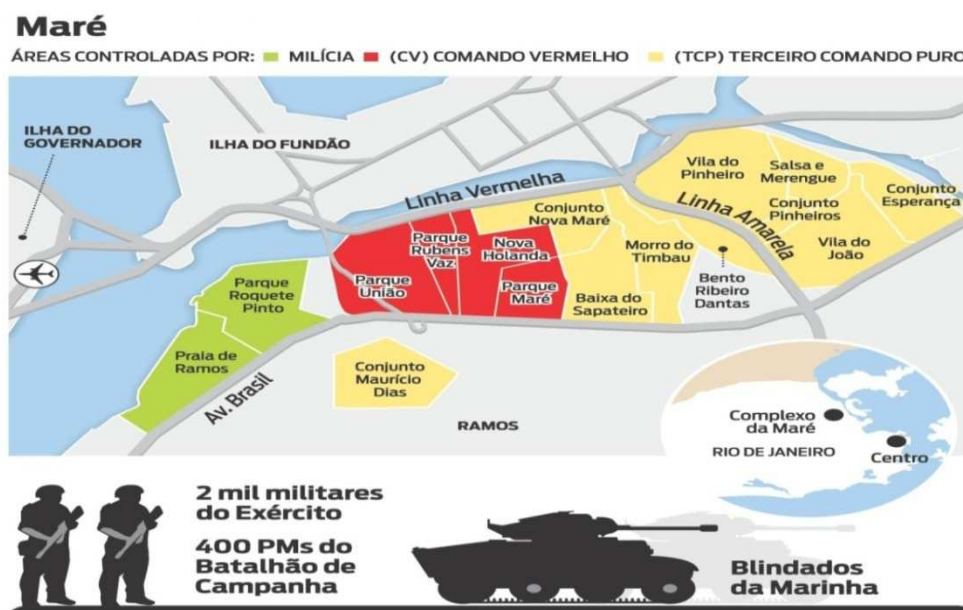 Maré
ÁREAS CONTROLADAS POR: MILÍCIA (CV) COMANDO VERMELHO (TCP) TERCEIRO COMANDO PURO
ILHA DO
GOVERNADOR
ILHA DO FUNDÃO
Linha Vermelha
Vila do
Pinheiro
Salsa e
Merengue
Conjunto
Esperança
Conjunto
Pinheiros
Linha Amarela
Vila do
João
Conjunto
Nova Maré
Morro do
Timbau
Bento
Ribeiro
Dantas
Parque
Rubens
Vaz
Nova
Holanda
Parque
União
Parque
Maré
Baixa do
Sapateiro
Parque
Roquete
Pinto
Praia de
Ramos
Av. Brasil
Conjunto
Maurício
Dias
RAMOS
Complexo
da Maré
RIO DE JANEIRO
Centro
2 mil militares
do Exército
400 PMs do
Batalhão de
Campanha
Blindados
da Marinha